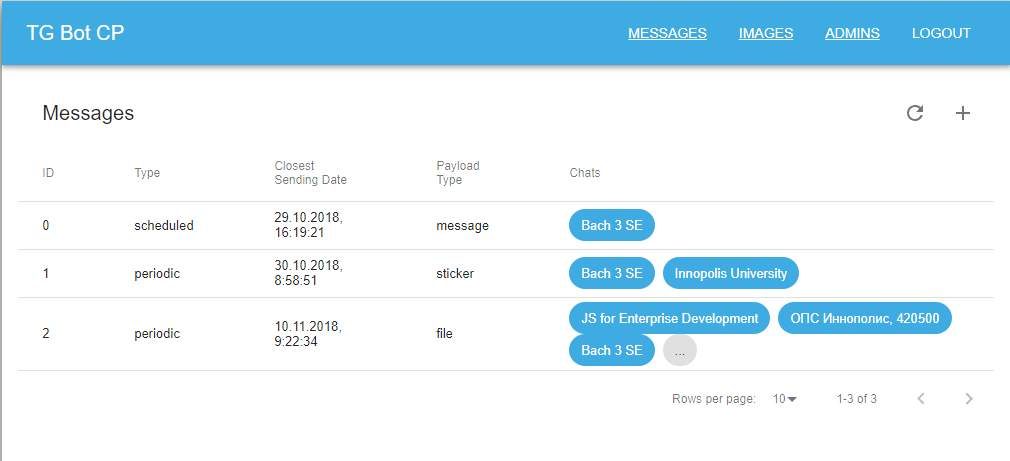 TG Bot CP MESSAGES IMAGES ADMINS LOGOUT
Messages
ID Type Closest Sending Date Payload Type Chats
0 scheduled 29.10.2018, 16:19:21 message Bach 3 SE
1 periodic 30.10.2018, 8:58:51 sticker Bach 3 SE Innopolis University
2 periodic 10.11.2018, 9:22:34 file JS for Enterprise Development ОПС Иннополис, 420500
Bach 3 SE ...
Rows per page: 10 1-3 of 3